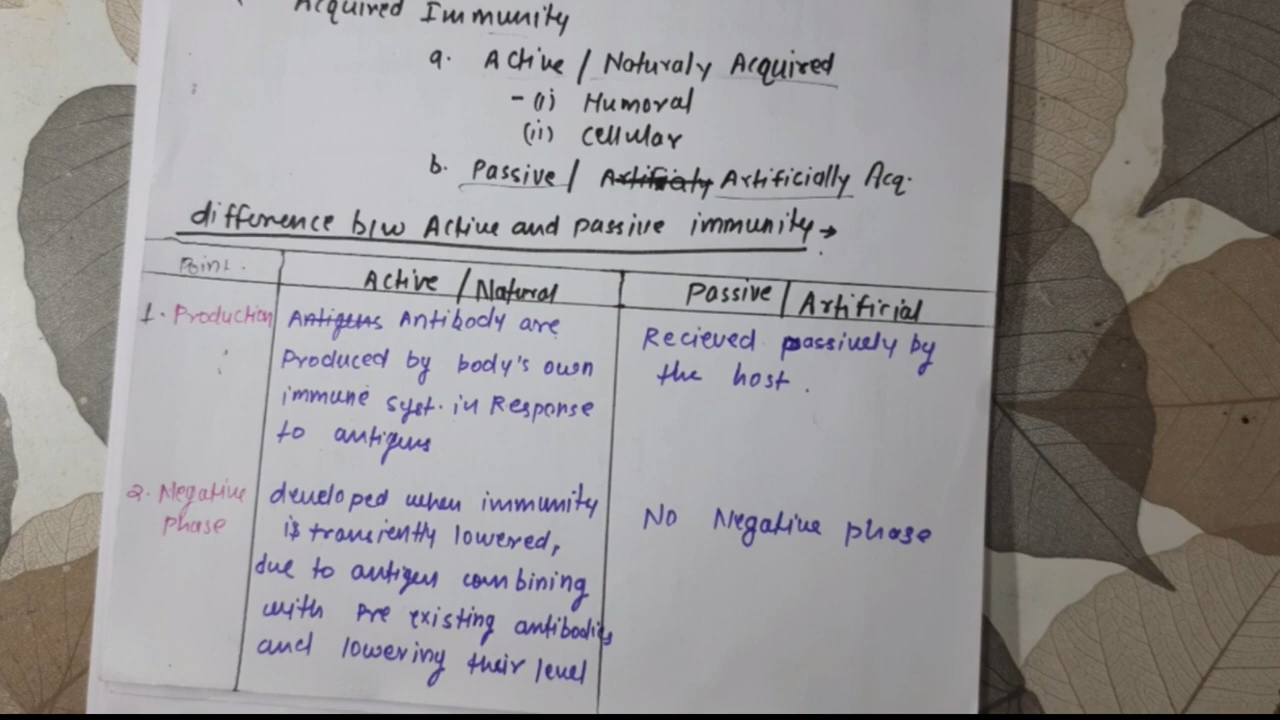 Acquired Immunity
a. Active / Naturaly Acquired
- (i) Humoral
(ii) cellular
b. Passive / Artificialy Artificially Acq.
difference b/w Active and passive immunity →
Point. Active / Natural Passive / Artificial
1. Production Antigens Antibody are
produced by body's own
immune syst. in Response
to antigens
Recieved passively by
the host.
2. Negative
phase
developed when immunity
is transiently lowered,
due to antigen combining
with pre existing antibodies
and lowering their level
No Negative phase